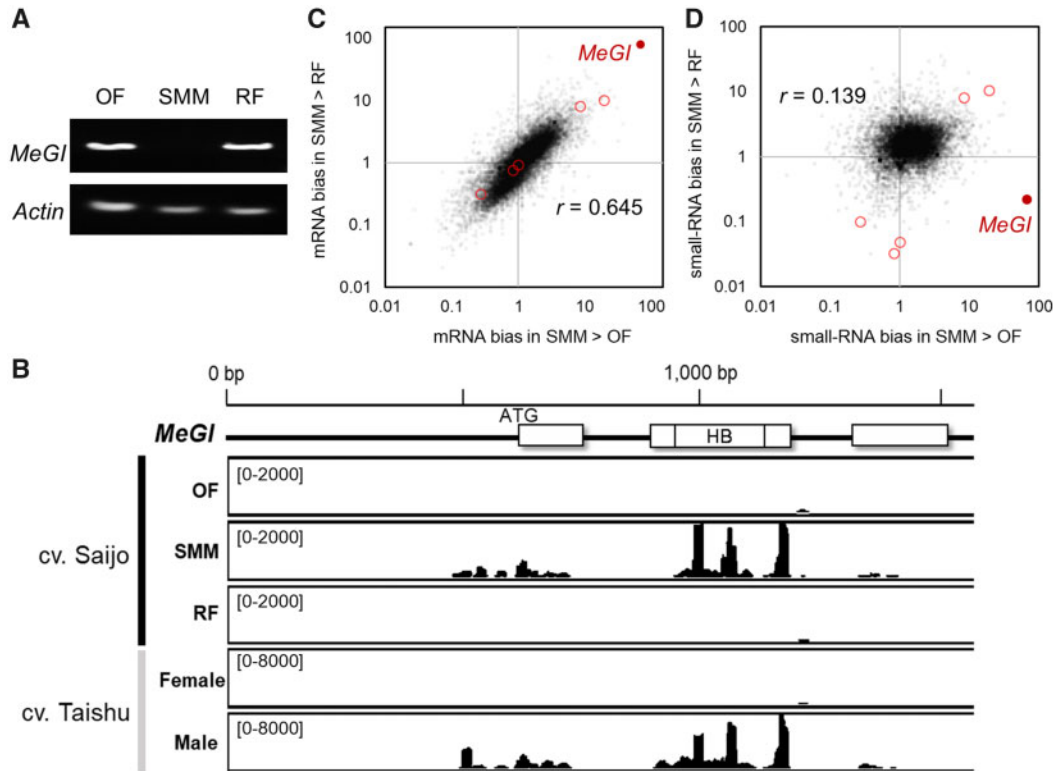 A
OF SMM RF
MeGI
Actin
C
mRNA bias in SMM > RF
100
10
1
0.1
0.01
MeGI
r = 0.645
0.01 0.1 1 10 100
mRNA bias in SMM > OF
D
small-RNA bias in SMM > RF
100
10
1
0.1
0.01
r = 0.139
MeGI
0.01 0.1 1 10 100
small-RNA bias in SMM > OF
B
0 bp 1,000 bp
ATG
MeGI HB
cv. Saijo
OF [0-2000]
SMM [0-2000]
RF [0-2000]
cv. Taishu
Female [0-8000]
Male [0-8000]